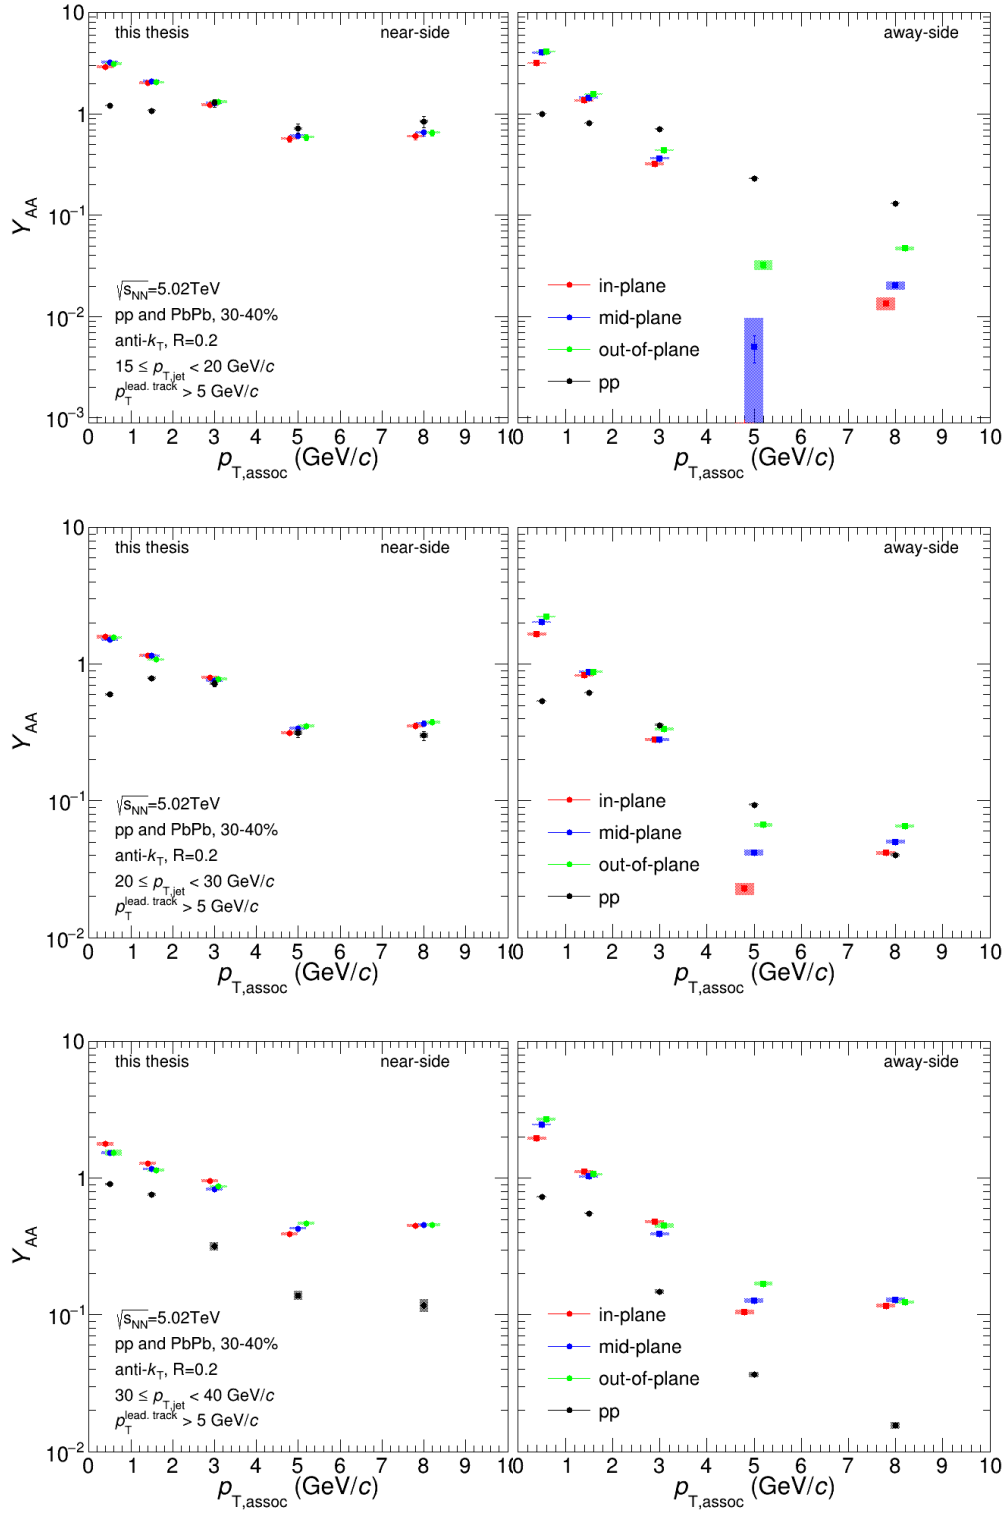 this thesis near-side away-side
10
1
10⁻¹
10⁻²
10⁻³
Y_AA
√s_NN=5.02TeV
pp and PbPb, 30-40%
anti-k_T, R=0.2
15 ≤ p_T,jet < 20 GeV/c
p_T^lead. track > 5 GeV/c
in-plane
mid-plane
out-of-plane
pp
0 1 2 3 4 5 6 7 8 9 10
0 1 2 3 4 5 6 7 8 9 10
p_T,assoc (GeV/c) p_T,assoc (GeV/c)
this thesis near-side away-side
10
1
10⁻¹
10⁻²
Y_AA
√s_NN=5.02TeV
pp and PbPb, 30-40%
anti-k_T, R=0.2
20 ≤ p_T,jet < 30 GeV/c
p_T^lead. track > 5 GeV/c
in-plane
mid-plane
out-of-plane
pp
0 1 2 3 4 5 6 7 8 9 10
0 1 2 3 4 5 6 7 8 9 10
p_T,assoc (GeV/c) p_T,assoc (GeV/c)
this thesis near-side away-side
10
1
10⁻¹
10⁻²
Y_AA
√s_NN=5.02TeV
pp and PbPb, 30-40%
anti-k_T, R=0.2
30 ≤ p_T,jet < 40 GeV/c
p_T^lead. track > 5 GeV/c
in-plane
mid-plane
out-of-plane
pp
0 1 2 3 4 5 6 7 8 9 10
0 1 2 3 4 5 6 7 8 9 10
p_T,assoc (GeV/c) p_T,assoc (GeV/c)